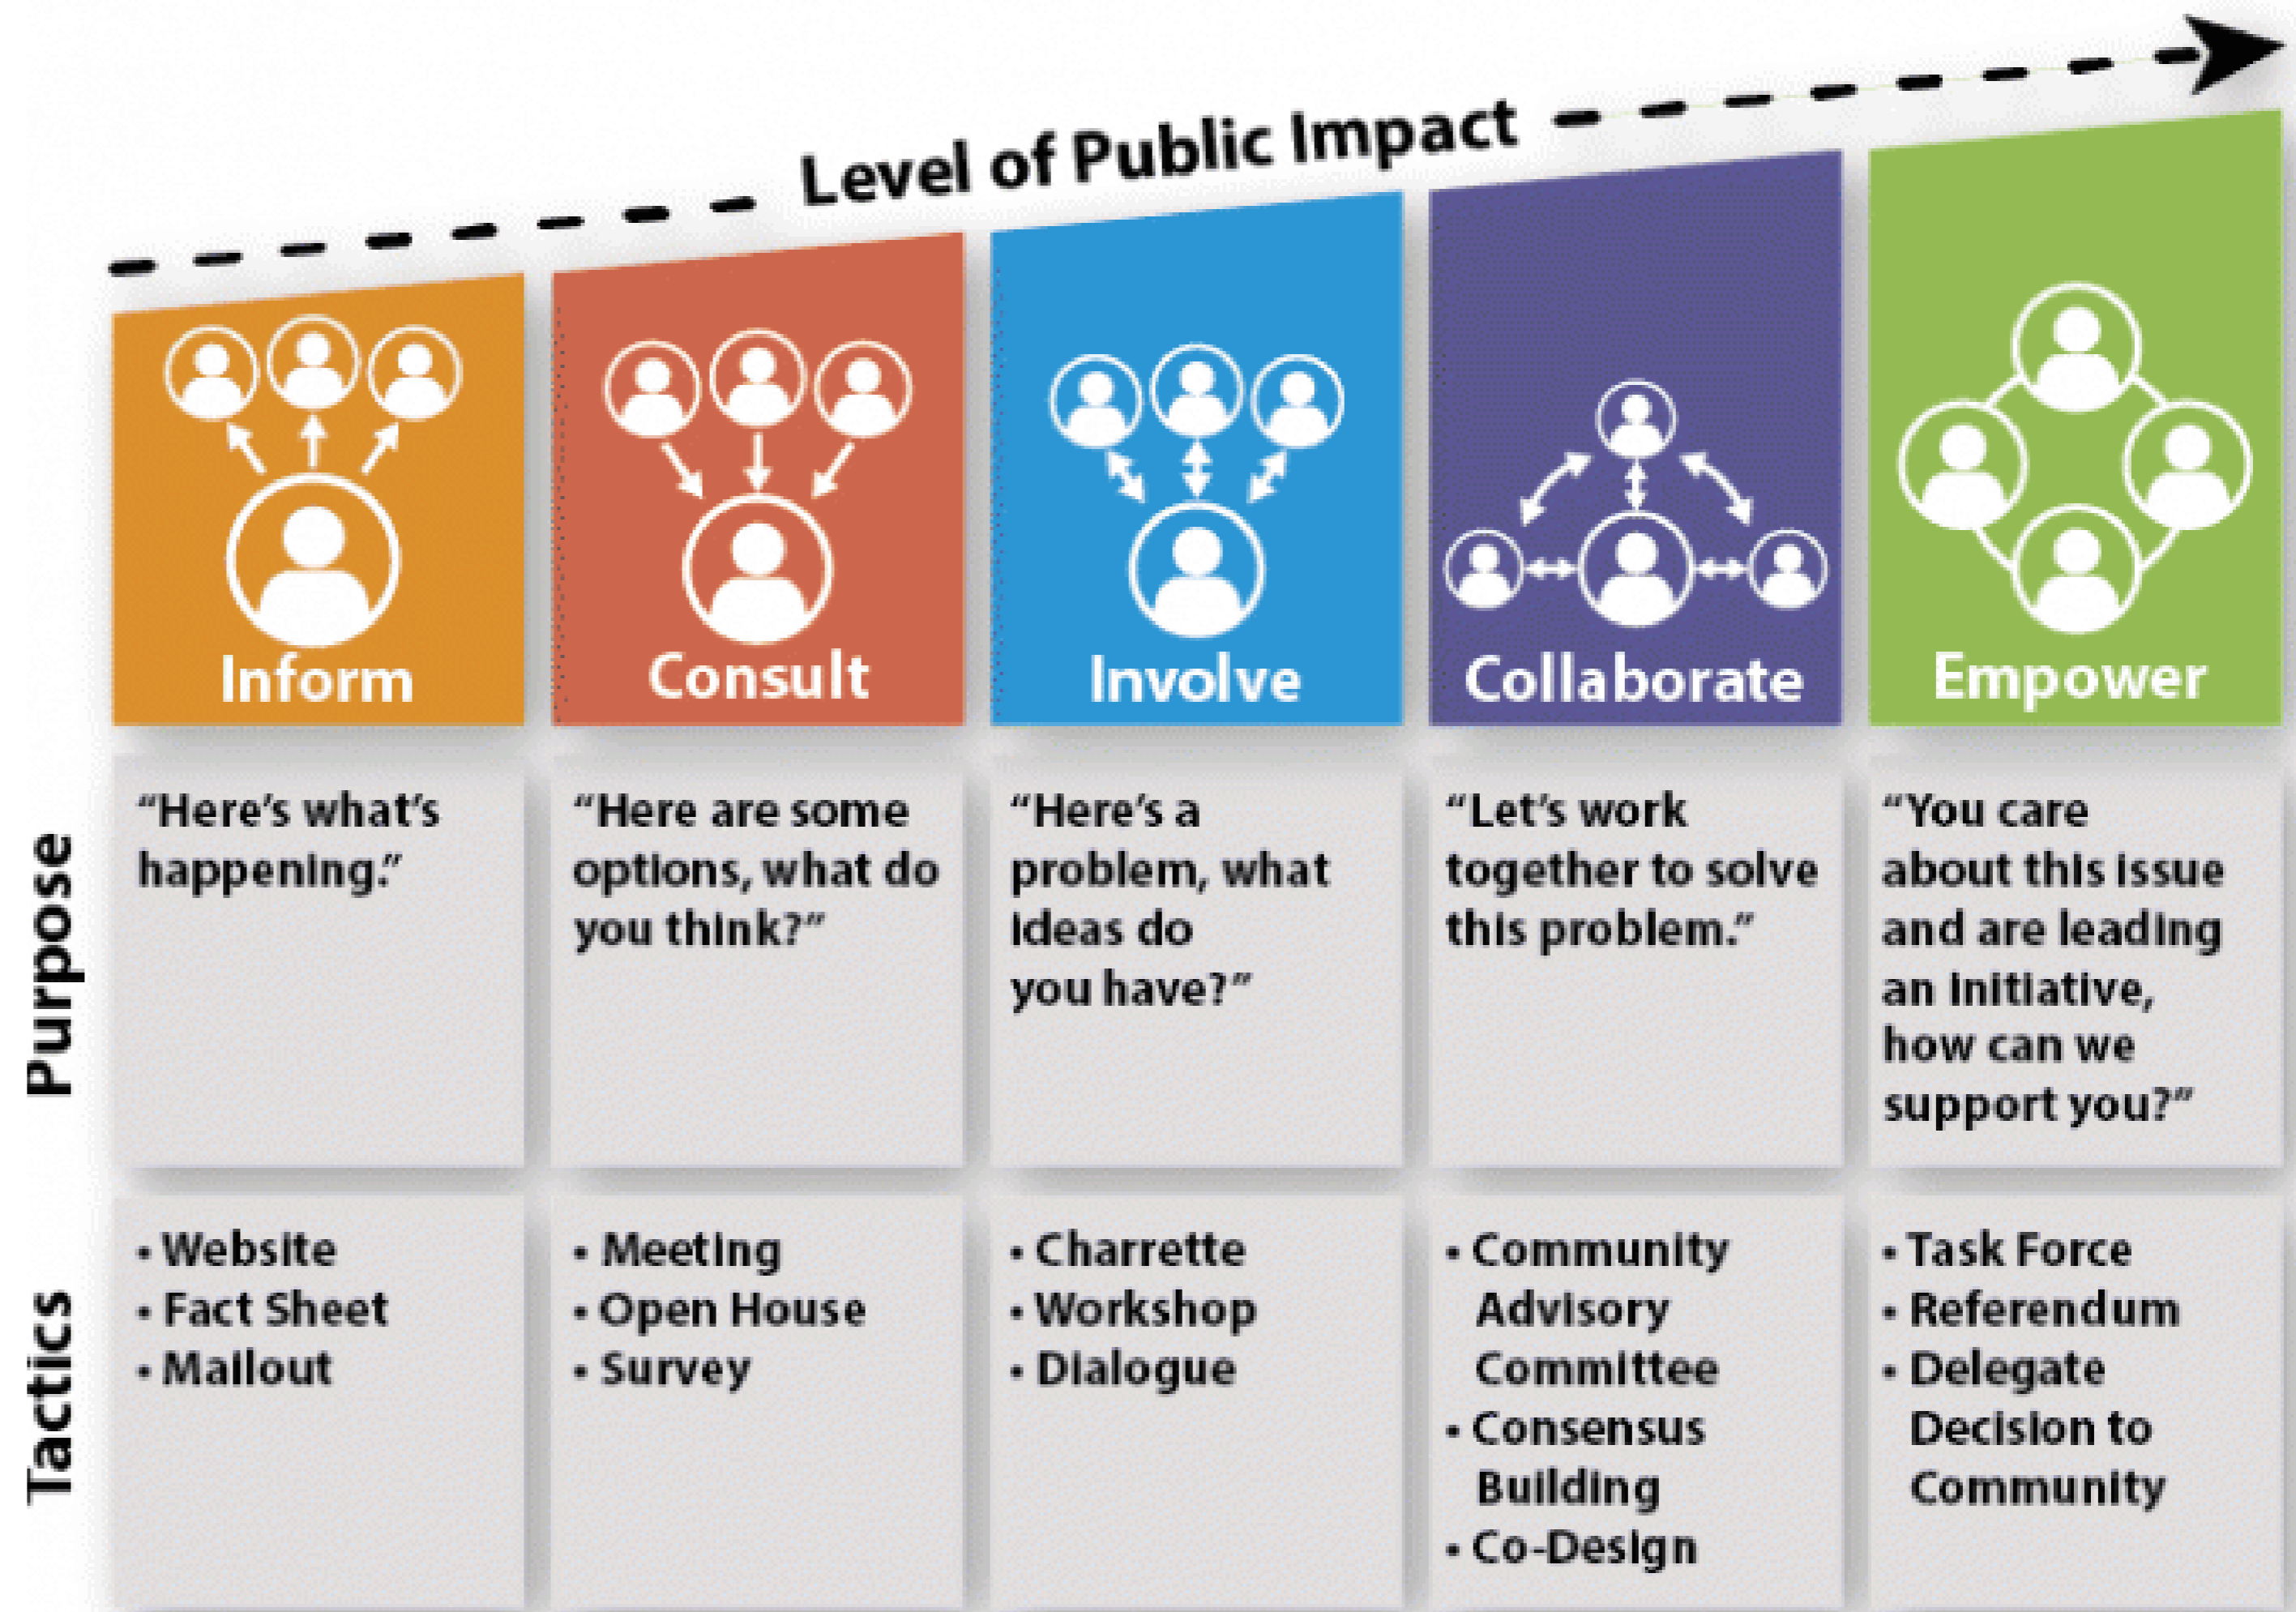 Level of Public Impact
Inform
Consult
Involve
Collaborate
Empower
Purpose
“Here’s what’s
happening.”
“Here are some
options, what do
you think?”
“Here’s a
problem, what
ideas do
you have?”
“Let’s work
together to solve
this problem.”
“You care
about this issue
and are leading
an initiative,
how can we
support you?”
Tactics
• Website
• Fact Sheet
• Mailout
• Meeting
• Open House
• Survey
• Charrette
• Workshop
• Dialogue
• Community
Advisory
Committee
• Consensus
Building
• Co-Design
• Task Force
• Referendum
• Delegate
Decision to
Community